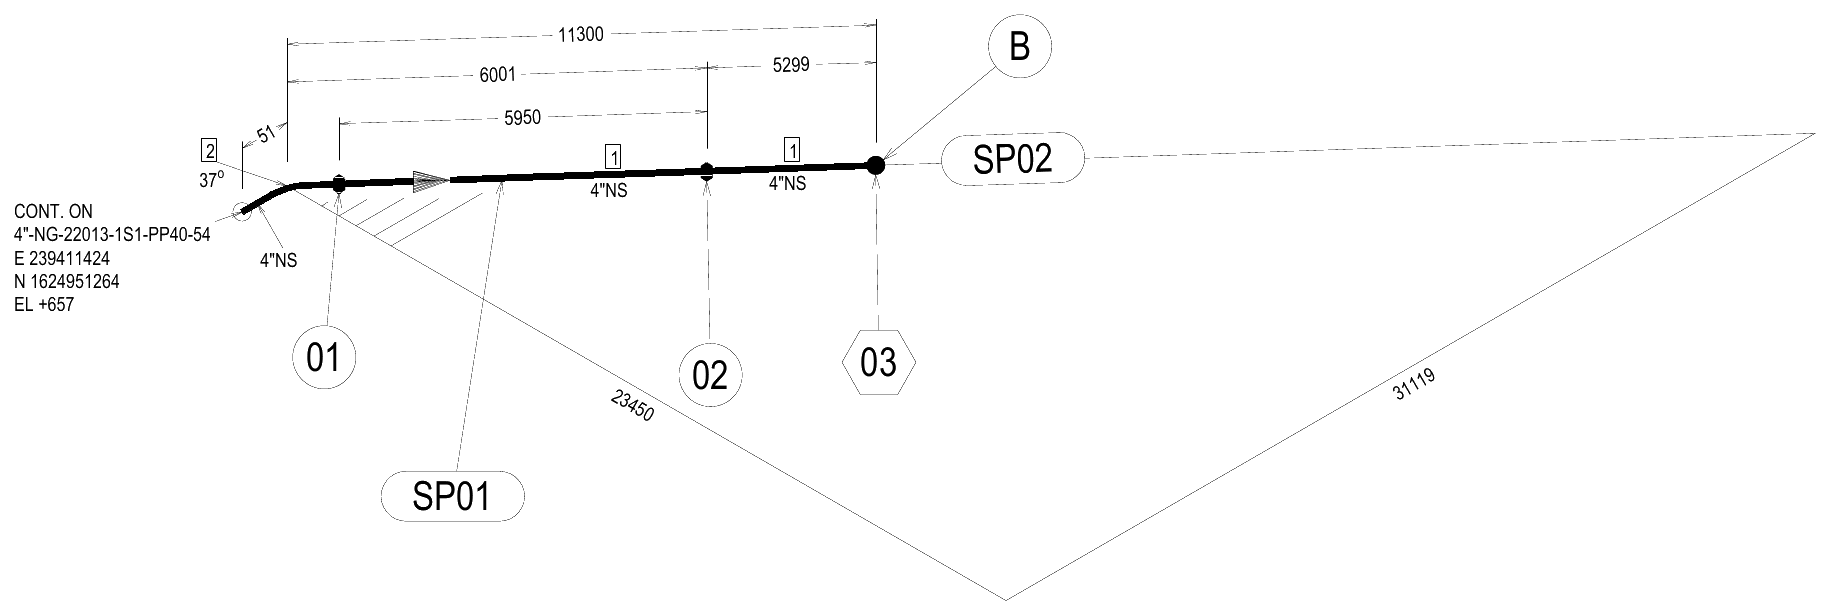 11300
B
6001
5299
5950
51
2
1
1
SP02
37°
4"NS
4"NS
CONT. ON
4"-NG-22013-1S1-PP40-54
E 239411424
N 1624951264
EL +657
4"NS
01
02
03
31119
23450
SP01